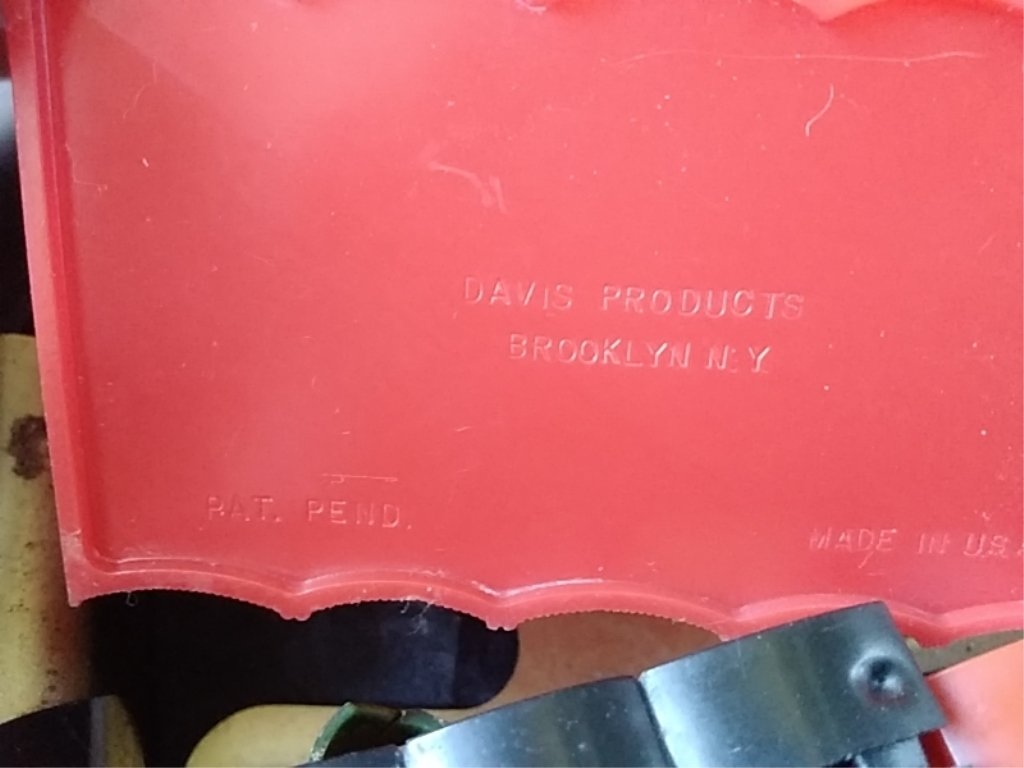 DAVIS PRODUCTS
BROOKLYN N.Y
PAT. PEND.
MADE IN U.S.